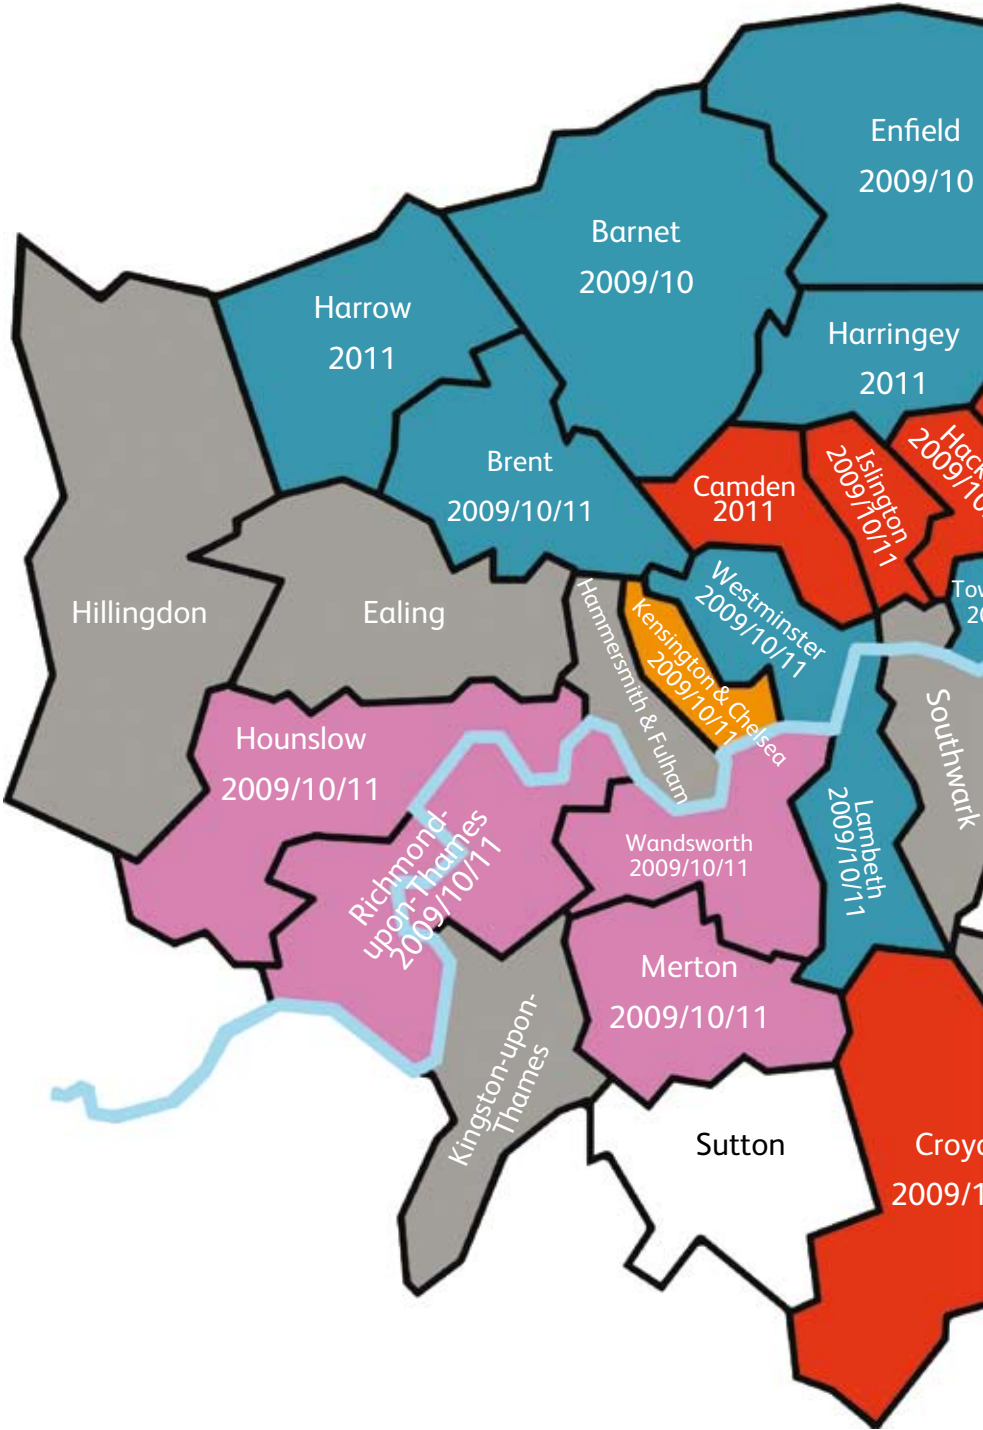 Enfield
2009/10
Barnet
2009/10
Harrow
2011
Harringey
2011
Brent
2009/10/11
Camden
2011
Islington
2009/10/11
Hillingdon
Ealing
Hammersmith & Fulham
Kensington & Chelsea
2009/10/11
Westminster
2009/10/11
Hounslow
2009/10/11
Southwark
Richmond-
upon-Thames
2009/10/11
Wandsworth
2009/10/11
Lambeth
2009/10/11
Merton
2009/10/11
Kingston-upon-
Thames
Sutton